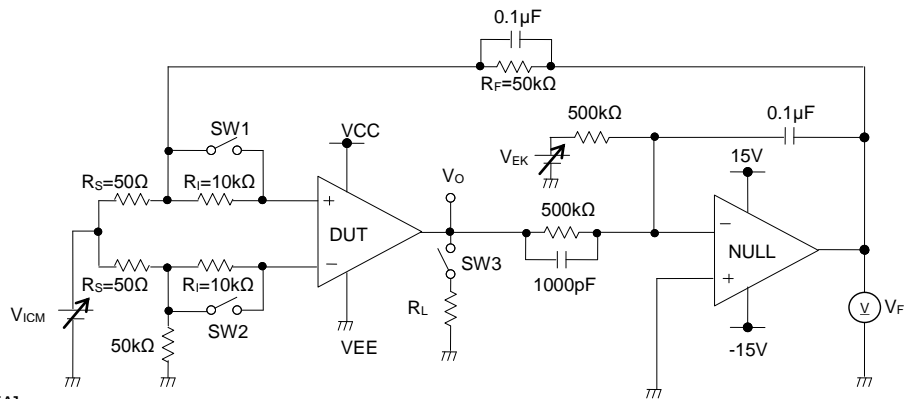 0.1μF
RF=50kΩ
SW1
VCC
500kΩ
0.1μF
VEK
15V
RS=50Ω
RI=10kΩ
VO
500kΩ
+
DUT
−
−
NULL
+
SW3
1000pF
RS=50Ω
RI=10kΩ
VICM
SW2
RL
V
VF
50kΩ
VEE
-15V